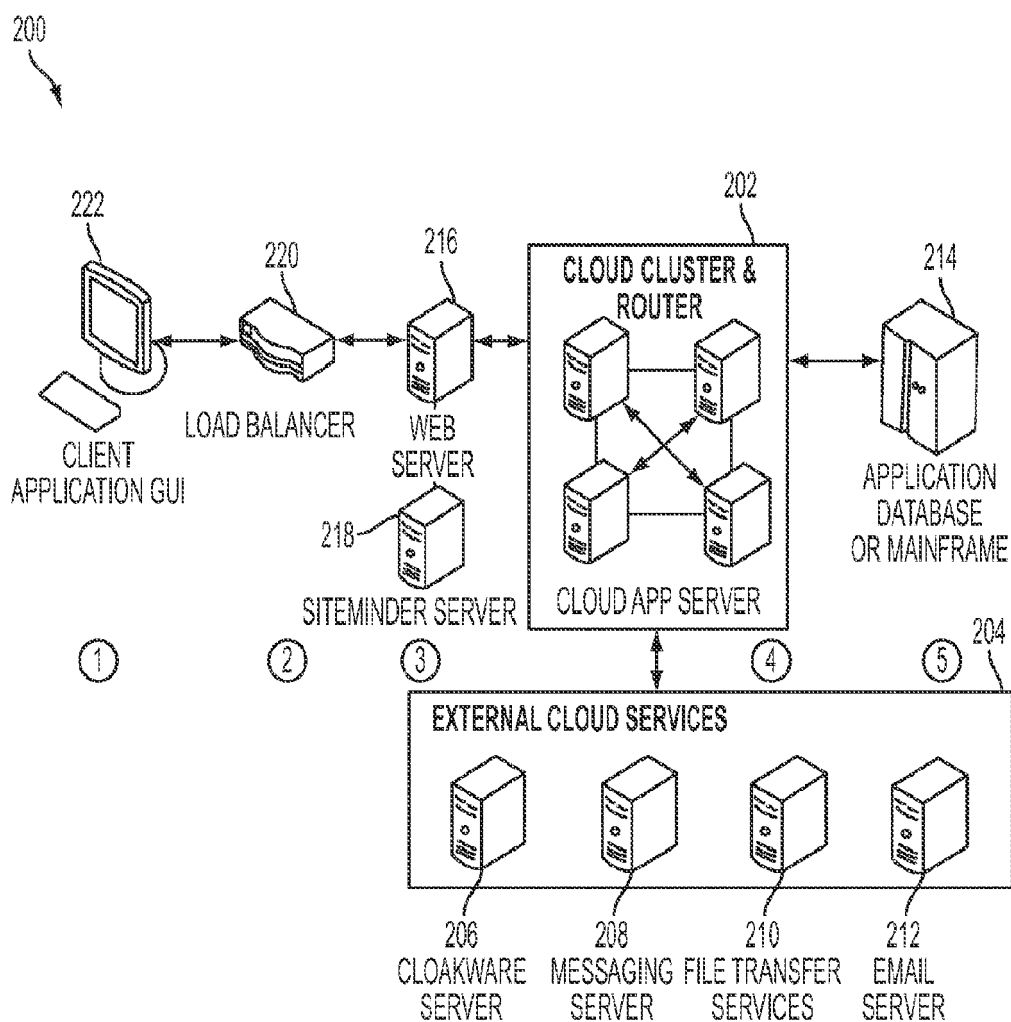 200
222
220
216
202
214
CLOUD CLUSTER &
ROUTER
CLOUD APP SERVER
CLIENT
APPLICATION GUI
LOAD BALANCER
WEB
SERVER
218
SITEMINDER SERVER
APPLICATION
DATABASE
OR MAINFRAME
1
2
3
4
5
204
EXTERNAL CLOUD SERVICES
206
CLOAKWARE
SERVER
208
MESSAGING
SERVER
210
FILE TRANSFER
SERVICES
212
EMAIL
SERVER